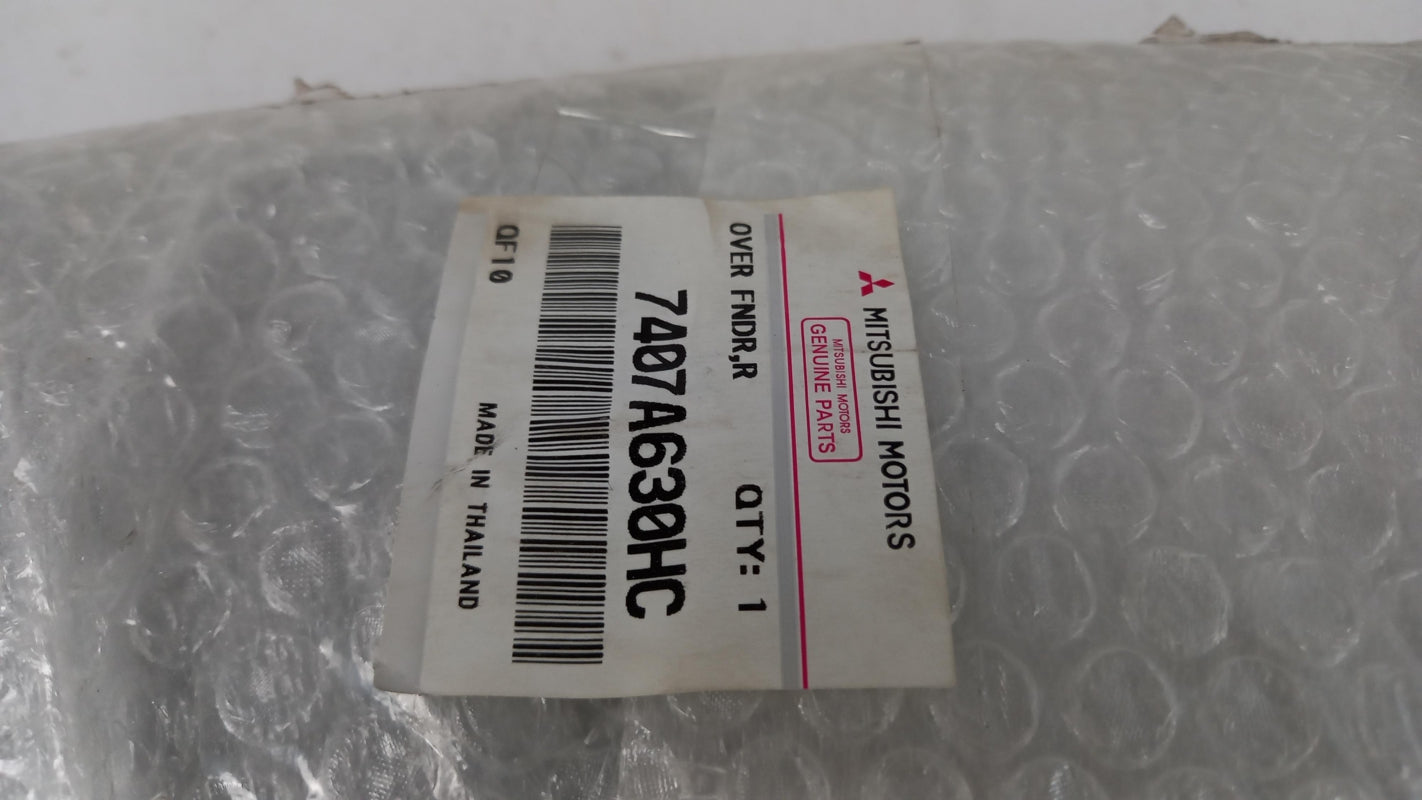 MITSUBISHI MOTORS
MITSUBISHI MOTORS
GENUINE PARTS
OVER FNDR,R QTY: 1
7407A630HC
QF10 MADE IN THAILAND